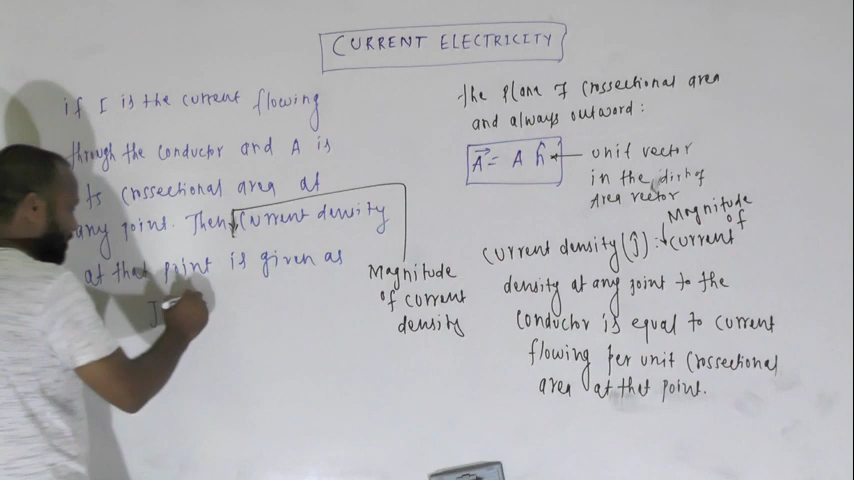 CURRENT ELECTRICITY
if I is the current flowing
through the conductor and A is
ts crossectional area at
any point. Then Current density
at that point is given as
J
Magnitude
of current
density
the plane of crossectional area
and always outword:
A⃗ = A n̂
unit vector
in the dirn of
Area vector
Magnitude
of
Current density (J): current
density at any point to the
Conductor is equal to current
flowing per unit crossectional
area at that point.